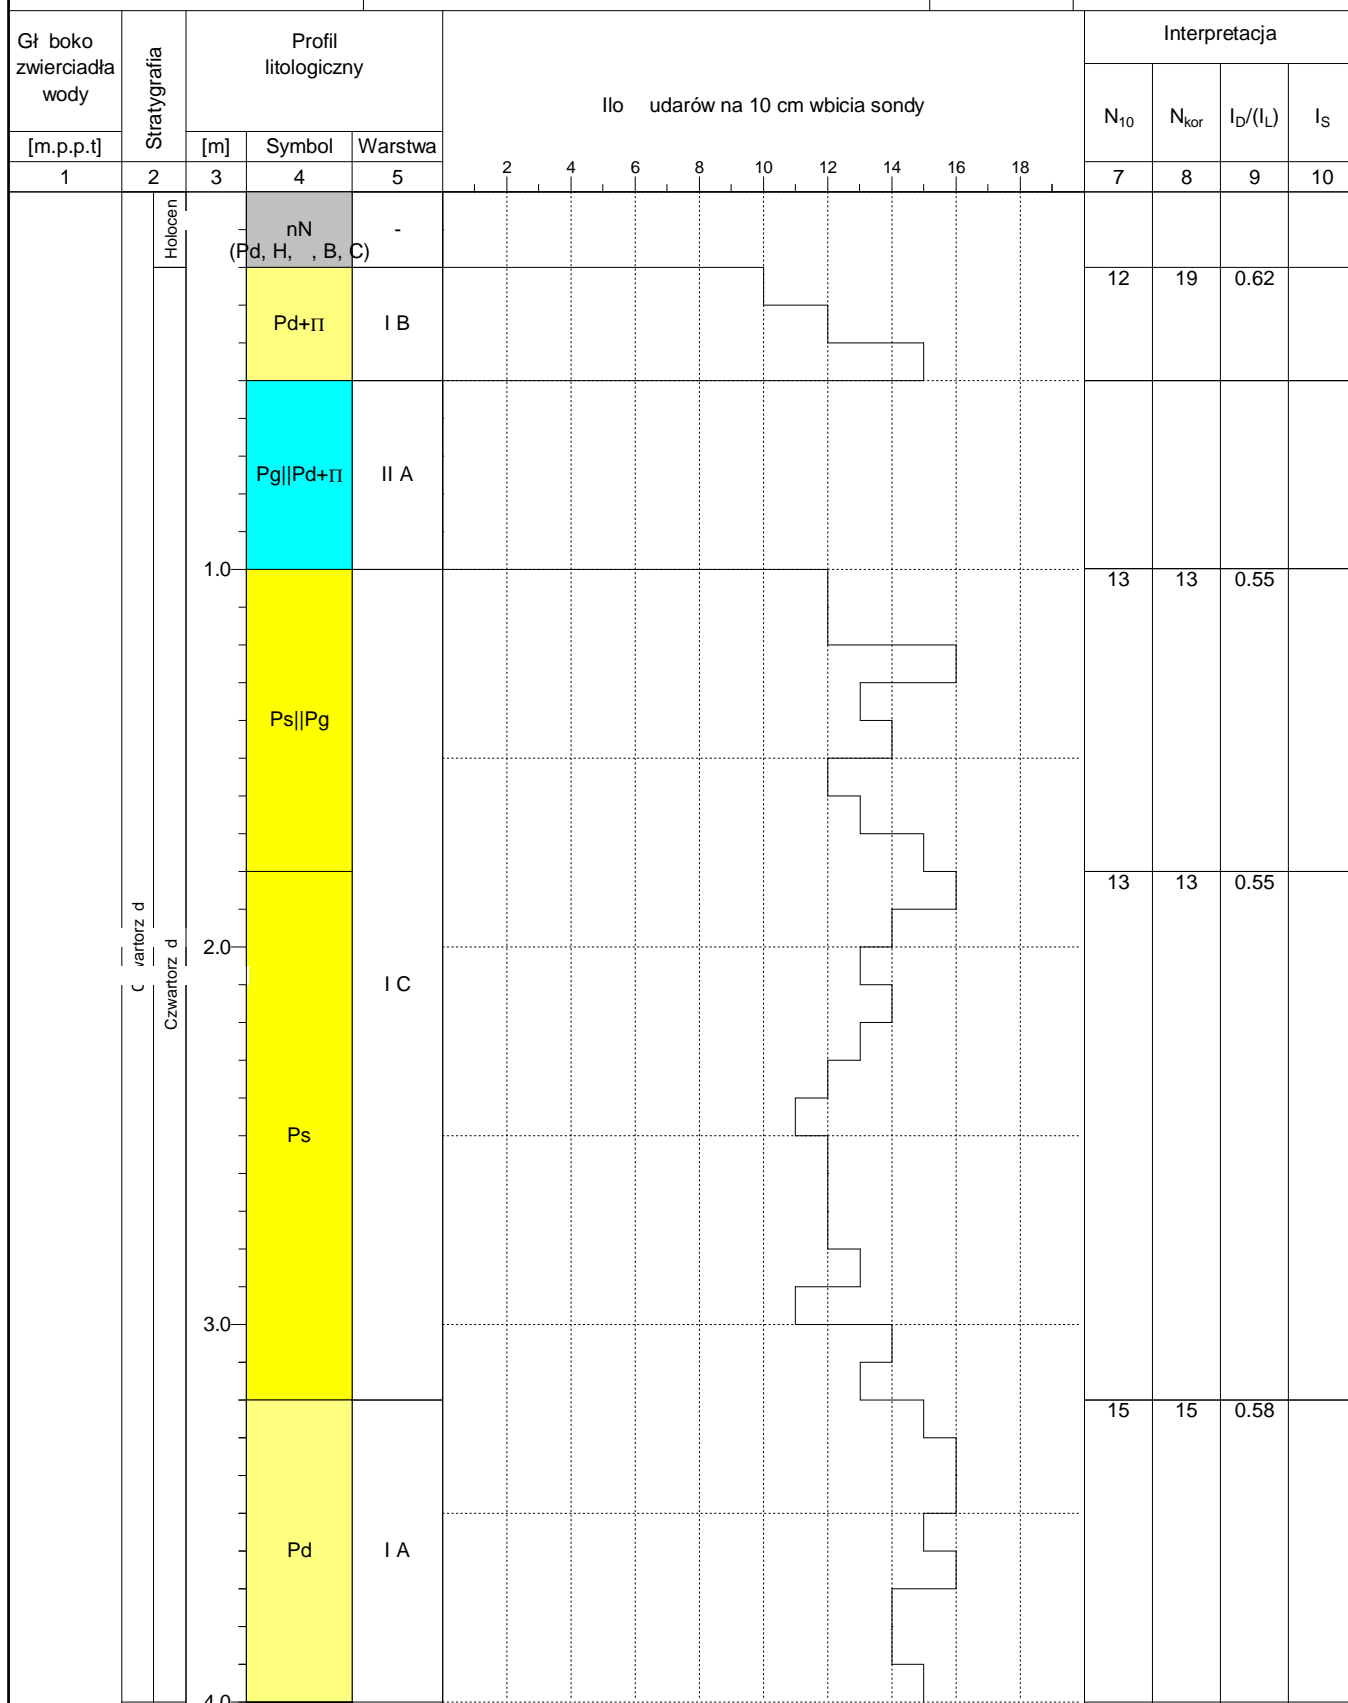 Gł boko
zwierciadła
wody
[m.p.p.t]
Stratygrafia
Profil
litologiczny
[m] Symbol Warstwa
Ilo udarów na 10 cm wbicia sondy
Interpretacja
N10 Nkor ID/(IL) IS
2 4 6 8 10 12 14 16 18
1 2 3 4 5 7 8 9 10
Holocen
nN -
(Pd, H, , B, C)
12 19 0.62
Pd+Π I B
Pg||Pd+Π II A
1.0
13 13 0.55
Ps||Pg
13 13 0.55
Czwartorz d
2.0
I C
Ps
3.0
15 15 0.58
Pd I A
4.0